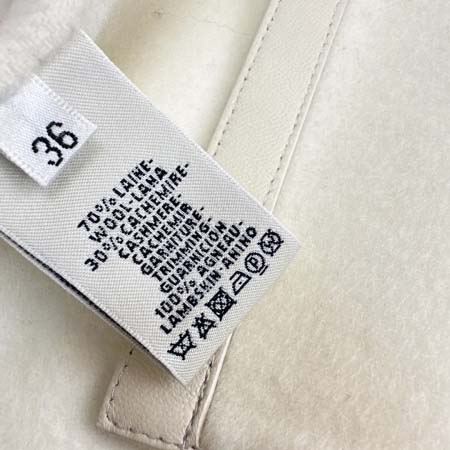 36
70% LAINE-
WOOL-LANA
30% CACHEMIRE-
CASHMERE-
CACHEMIR
GARNITURE-
TRIMMING-
GUARNICION
100% AGNEAU-
LAMBSKIN-ANINO